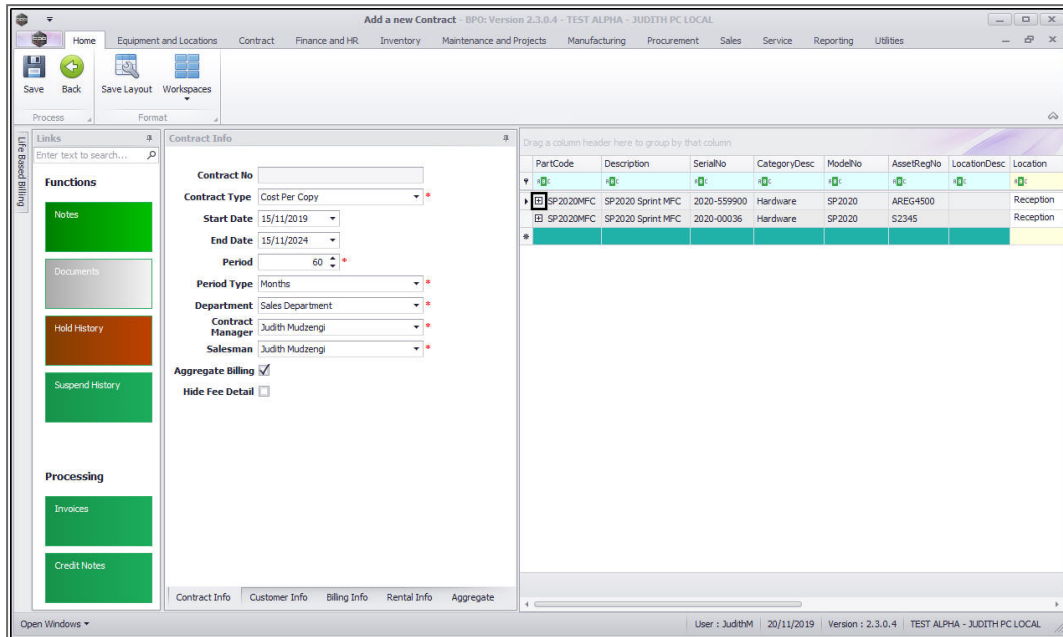 Add a new Contract - BPO: Version 2.3.0.4 - TEST ALPHA - JUDITH PC LOCAL
Home Equipment and Locations Contract Finance and HR Inventory Maintenance and Projects Manufacturing Procurement Sales Service Reporting Utilities
Save Back Save Layout Workspaces
Process Format
Life Based Billing
Links
Enter text to search...
Functions
Notes
Documents
Hold History
Suspend History
Processing
Invoices
Credit Notes
Contract Info
Contract No
Contract Type Cost Per Copy *
Start Date 15/11/2019
End Date 15/11/2024
Period 60 *
Period Type Months *
Department Sales Department *
Contract
Manager Judith Mudzengi *
Salesman Judith Mudzengi *
Aggregate Billing
Hide Fee Detail
Contract Info Customer Info Billing Info Rental Info Aggregate
Drag a column header here to group by that column
PartCode Description SerialNo CategoryDesc ModelNo AssetRegNo LocationDesc Location
SP2020MFC SP2020 Sprint MFC 2020-559900 Hardware SP2020 AREG4500 Reception
SP2020MFC SP2020 Sprint MFC 2020-00036 Hardware SP2020 S2345 Reception
Open Windows User : JudithM 20/11/2019 Version : 2.3.0.4 TEST ALPHA - JUDITH PC LOCAL